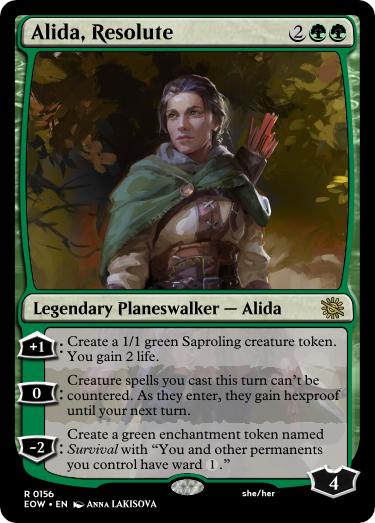 Alida, Resolute 2
Legendary Planeswalker — Alida
+1: Create a 1/1 green Saproling creature token.
You gain 2 life.
0: Creature spells you cast this turn can't be
countered. As they enter, they gain hexproof
until your next turn.
-2: Create a green enchantment token named
Survival with "You and other permanents
you control have ward 1."
4
R 0156
EOW • EN Anna LAKISOVA
she/her